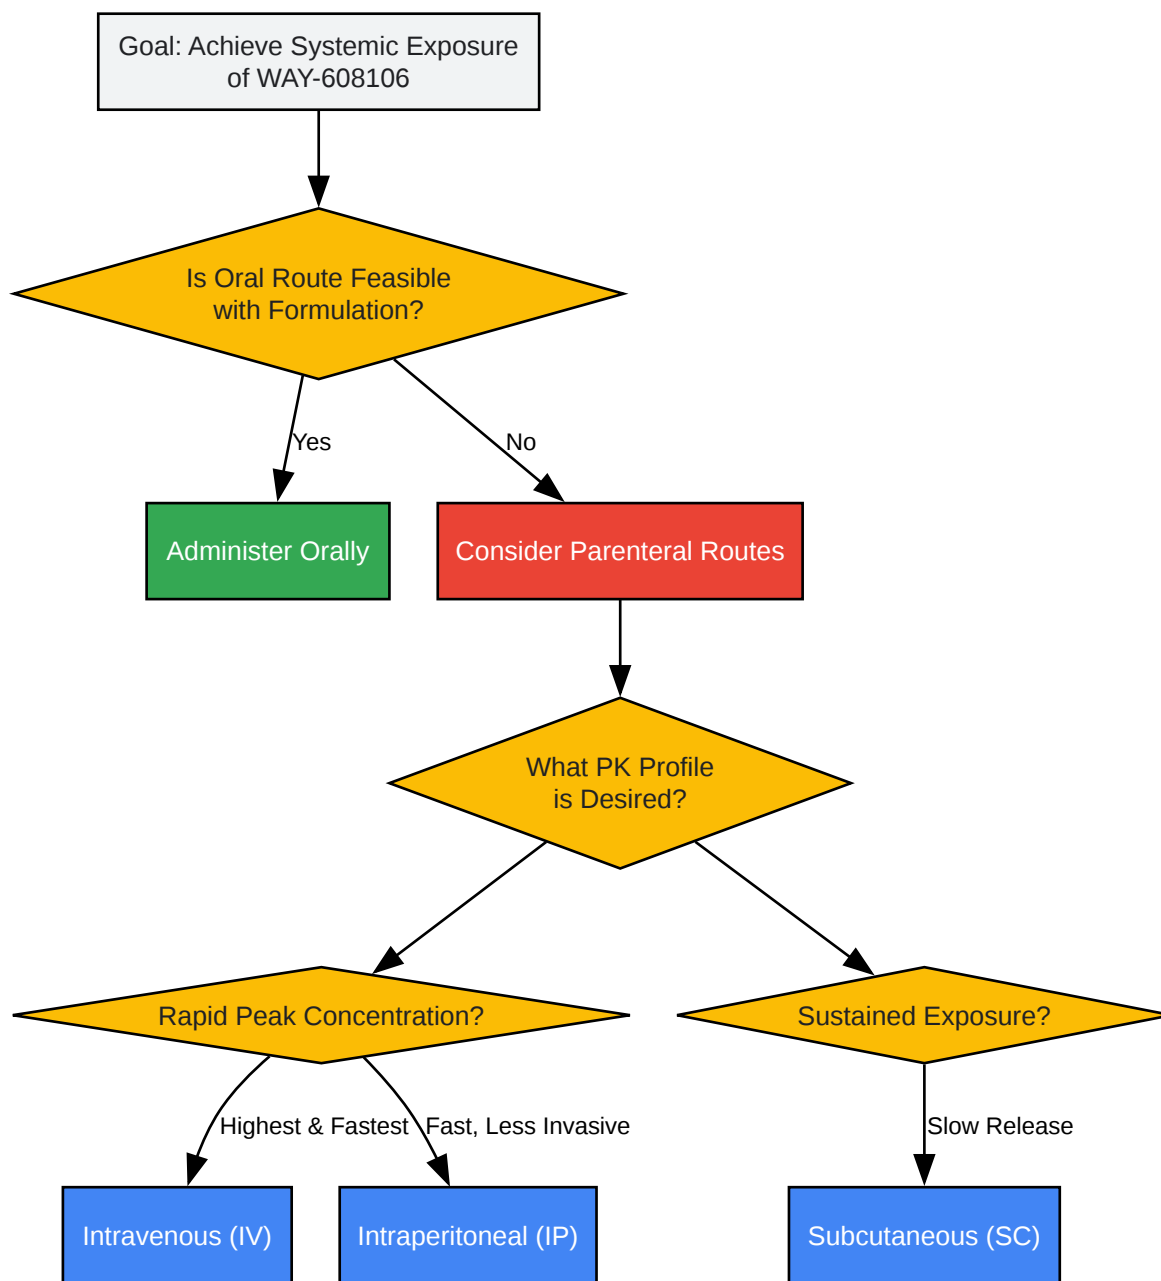 Goal: Achieve Systemic Exposure
of WAY-608106
Is Oral Route Feasible
with Formulation?
Yes
No
Administer Orally
Consider Parenteral Routes
What PK Profile
is Desired?
Rapid Peak Concentration?
Sustained Exposure?
Highest & Fastest
Fast, Less Invasive
Slow Release
Intravenous (IV)
Intraperitoneal (IP)
Subcutaneous (SC)